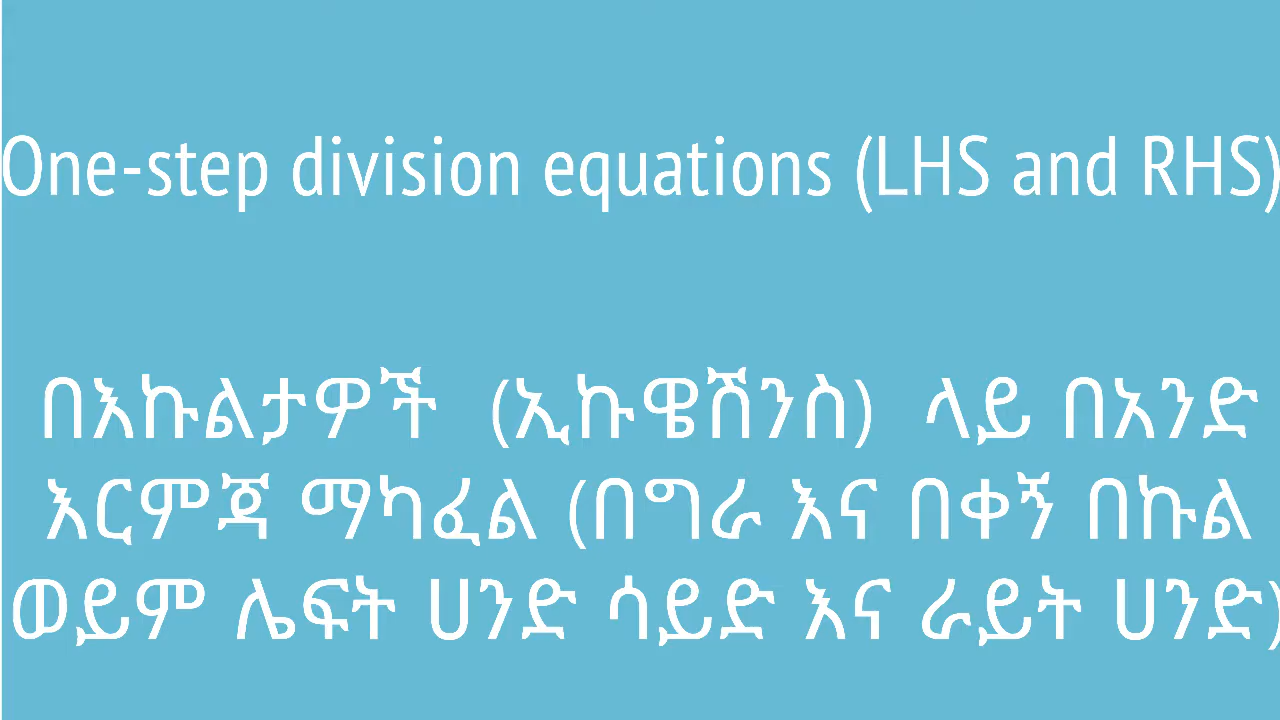 One-step division equations (LHS and RHS)
በእኩልታዎች (ኢኩዌሽንስ) ላይ በአንድ
እርምጃ ማካፈል (በግራ እና በቀኝ በኩል
ወይም ሌፍት ሀንድ ሳይድ እና ራይት ሀንድ)